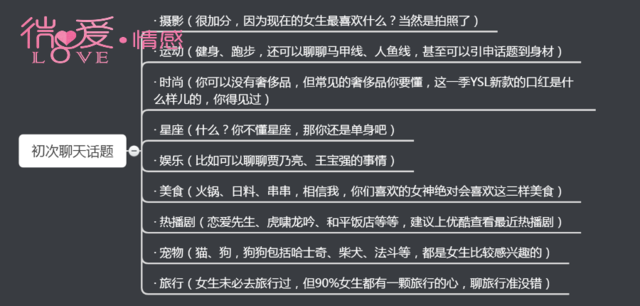 微爱·情感
LOVE
初次聊天话题
·摄影（很加分，因为现在的女生最喜欢什么？当然是拍照了）
·运动（健身、跑步，还可以聊聊马甲线、人鱼线，甚至可以引申话题到身材）
·时尚（你可以没有奢侈品，但常见的奢侈品你要懂，这一季YSL新款的口红是什
么样儿的，你得见过）
·星座（什么？你不懂星座，那你还是单身吧）
·娱乐（比如可以聊聊贾乃亮、王宝强的事情）
·美食（火锅、日料、串串，相信我，你们喜欢的女神绝对会喜欢这三样美食）
·热播剧（恋爱先生、虎啸龙吟、和平饭店等等，建议上优酷查看最近热播剧）
·宠物（猫、狗，狗狗包括哈士奇、柴犬、法斗等，都是女生比较感兴趣的）
·旅行（女生未必去旅行过，但90%女生都有一颗旅行的心，聊旅行准没错）